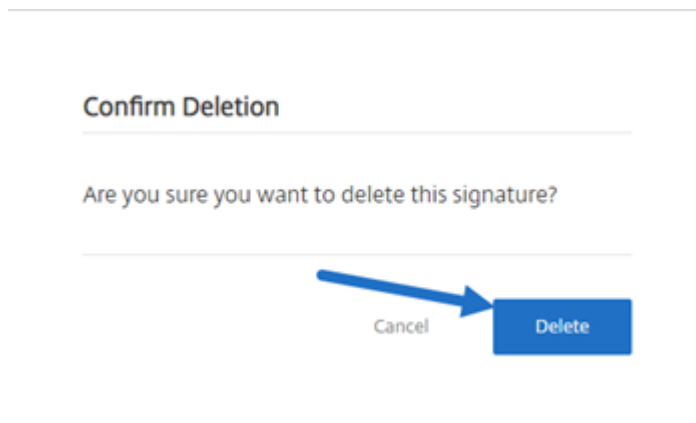 Confirm Deletion
Are you sure you want to delete this signature?
Cancel
Delete